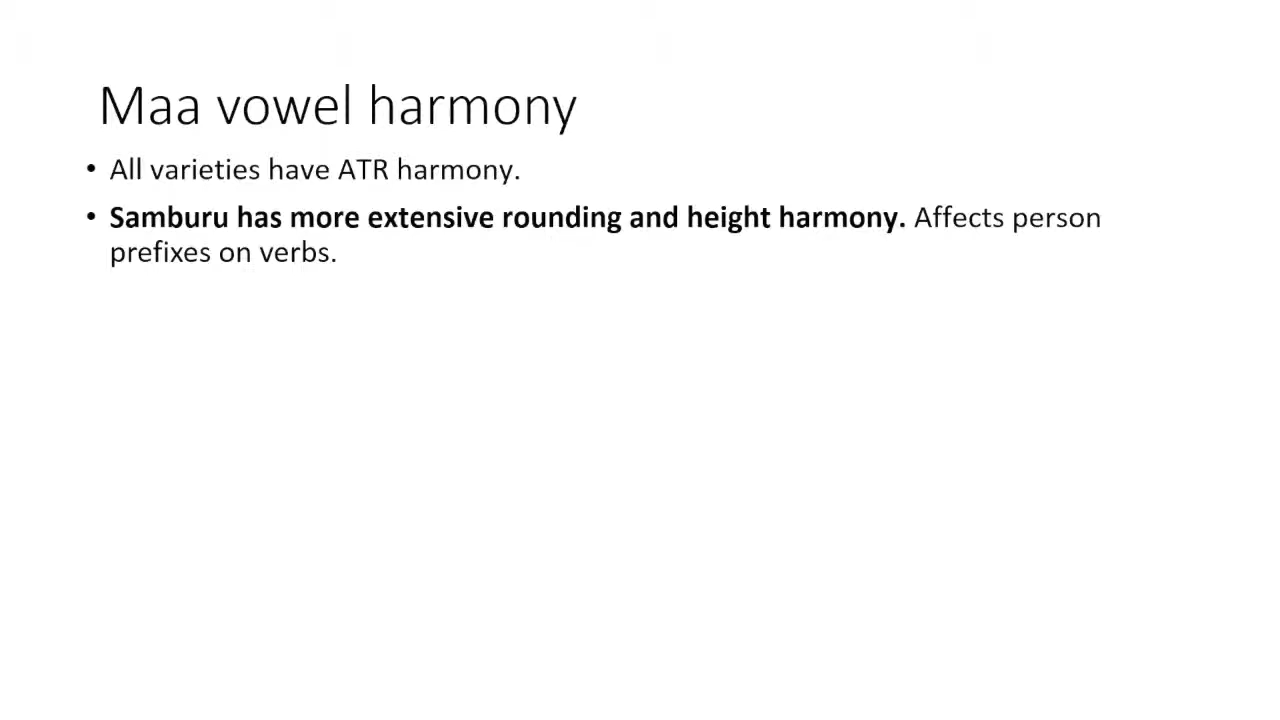 Maa vowel harmony
• All varieties have ATR harmony.
• Samburu has more extensive rounding and height harmony. Affects person
prefixes on verbs.